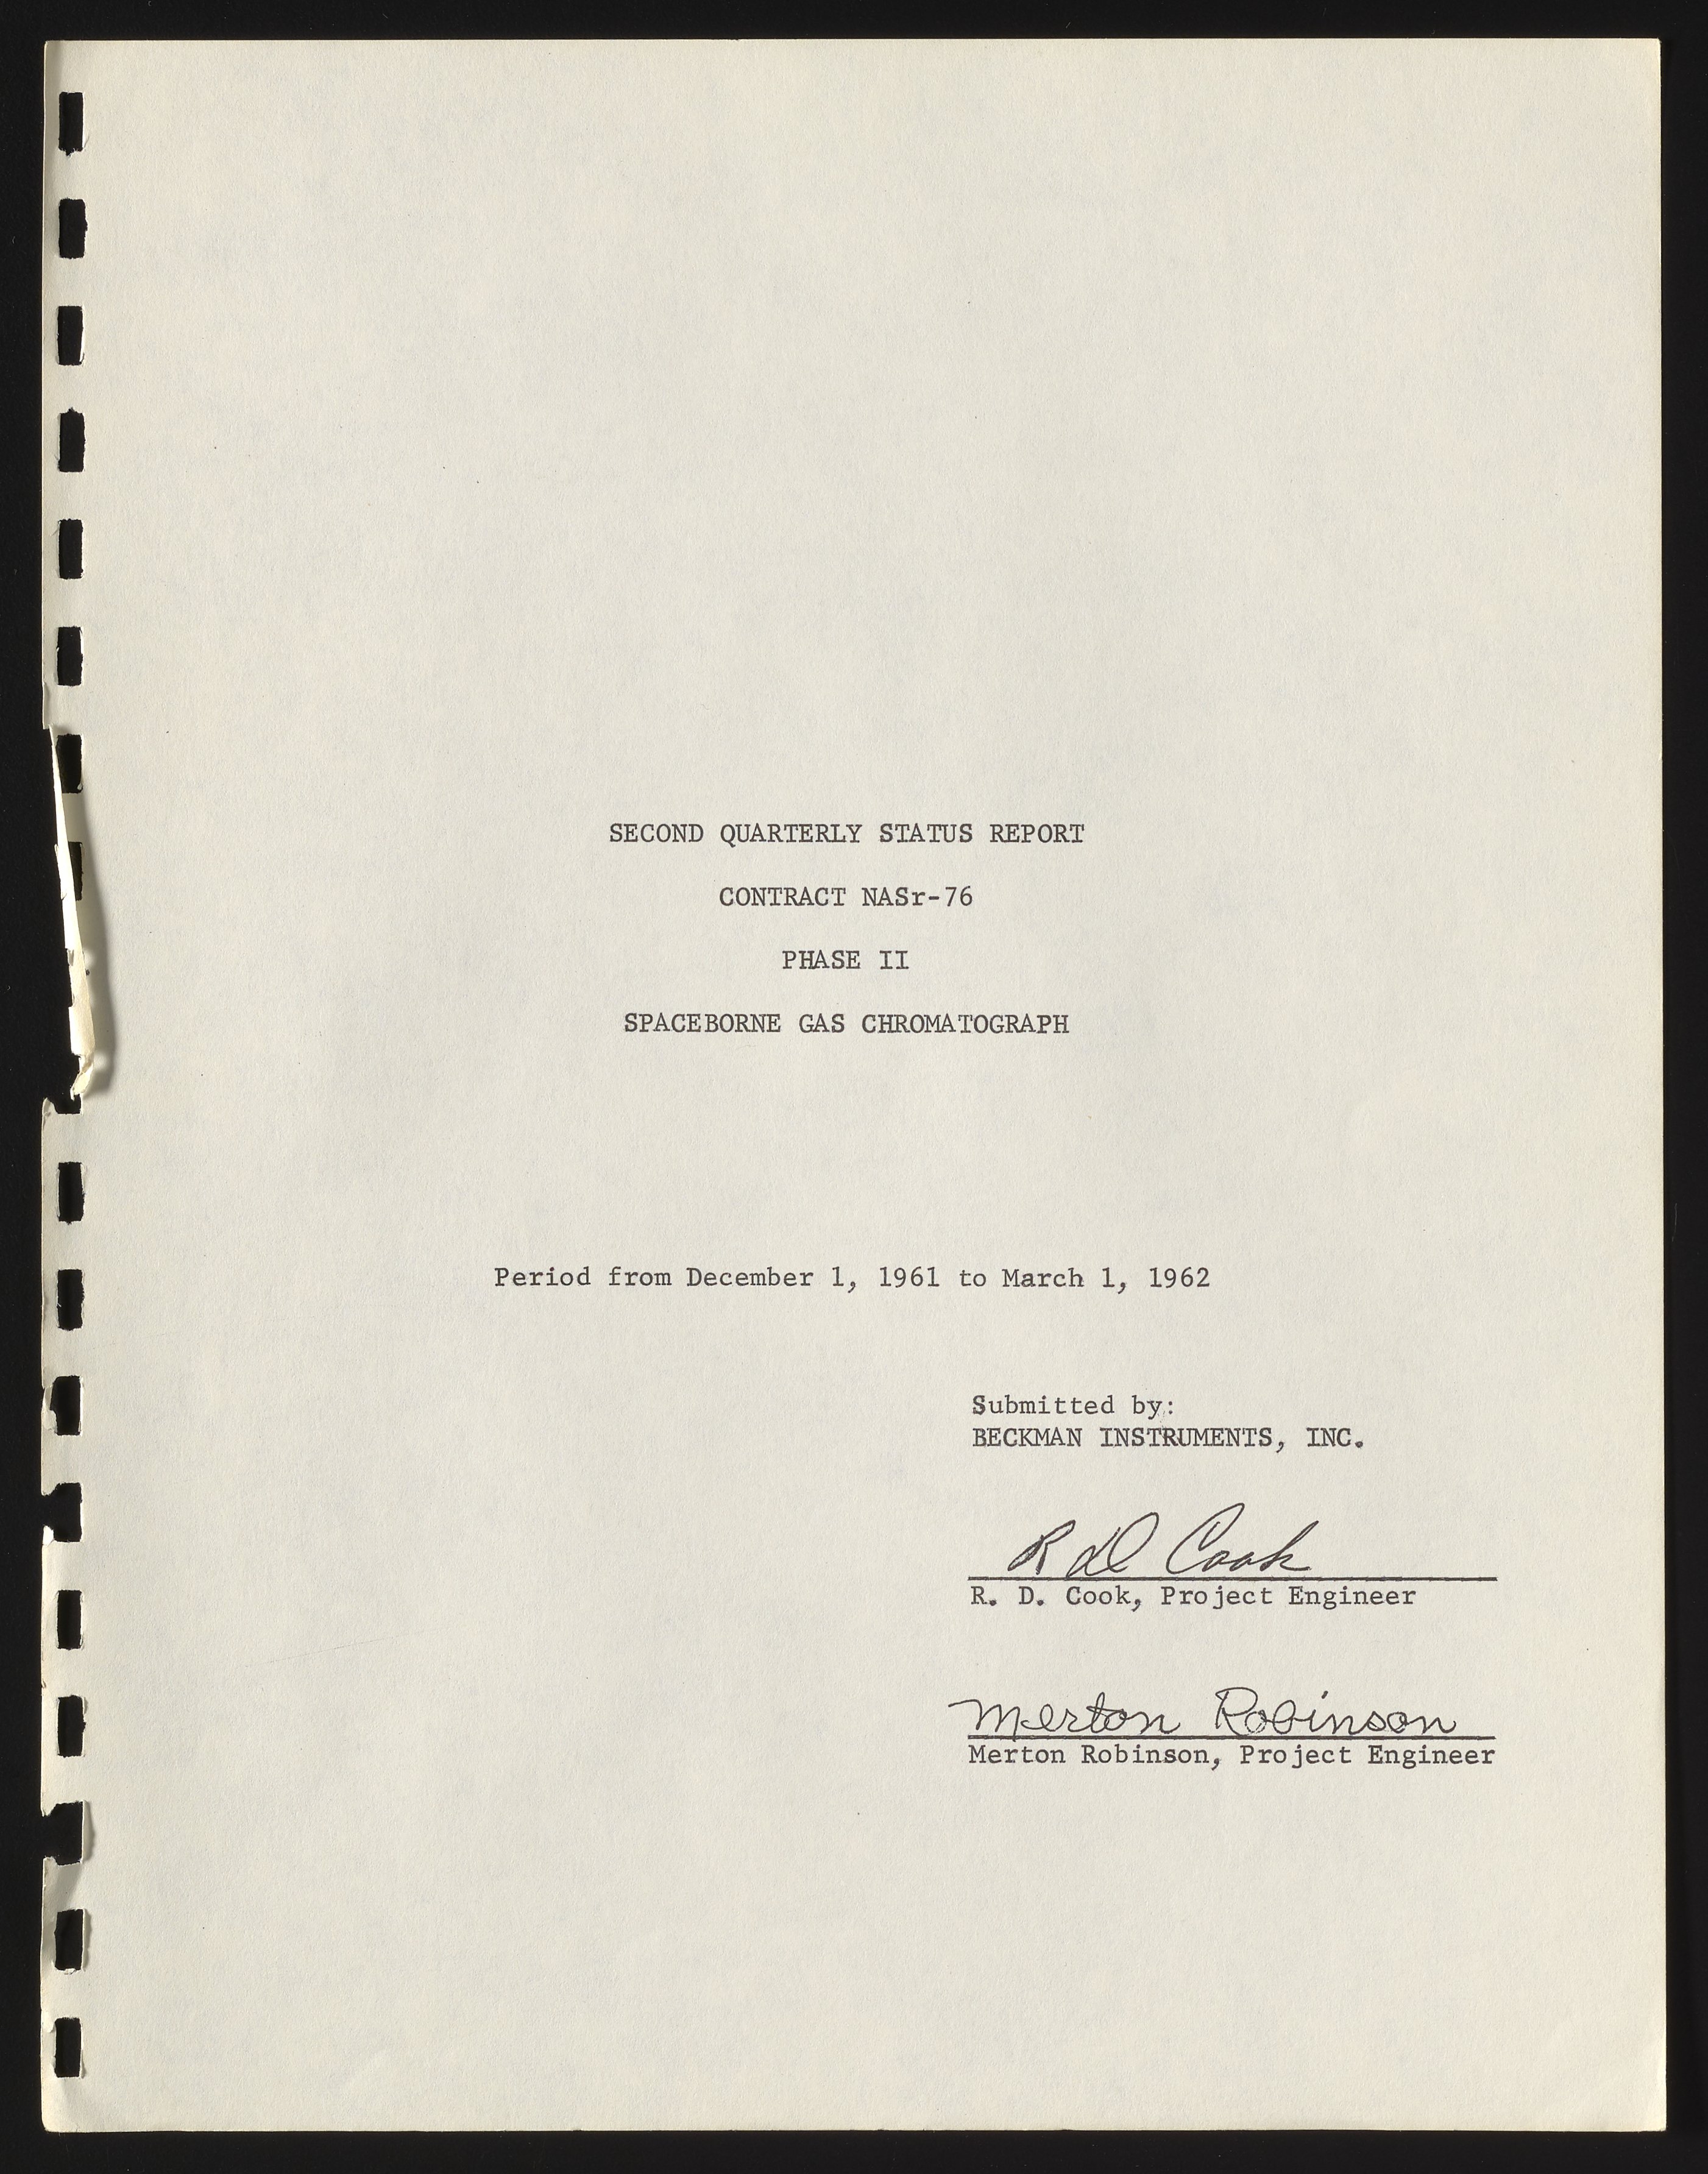 SECOND QUARTERLY STATUS REPORT
CONTRACT NASr-76
PHASE II
SPACEBORNE GAS CHROMATOGRAPH
Period from December 1, 1961 to March 1, 1962
Submitted by:
BECKMAN INSTRUMENTS, INC.
R D Cook
R. D. Cook, Project Engineer
Merton Robinson
Merton Robinson, Project Engineer